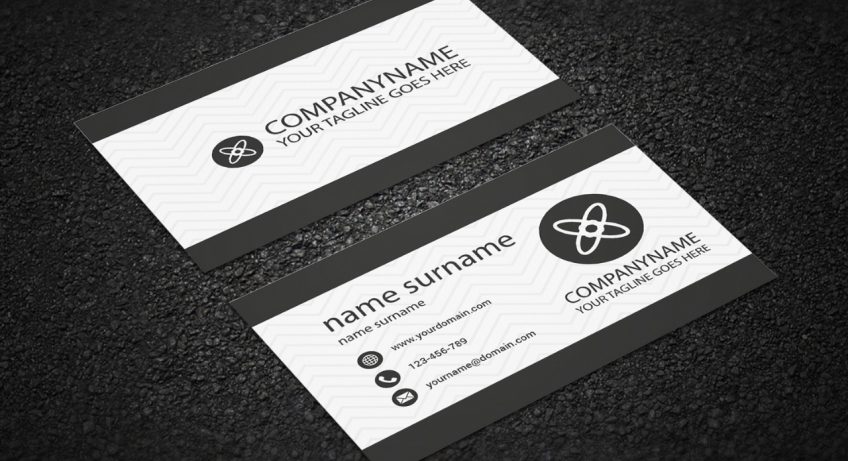 COMPANYNAME
YOUR TAGLINE GOES HERE
name surname
name surname
www.yourdomain.com
123-456-789
yourname@domain.com
COMPANYNAME
YOUR TAGLINE GOES HERE